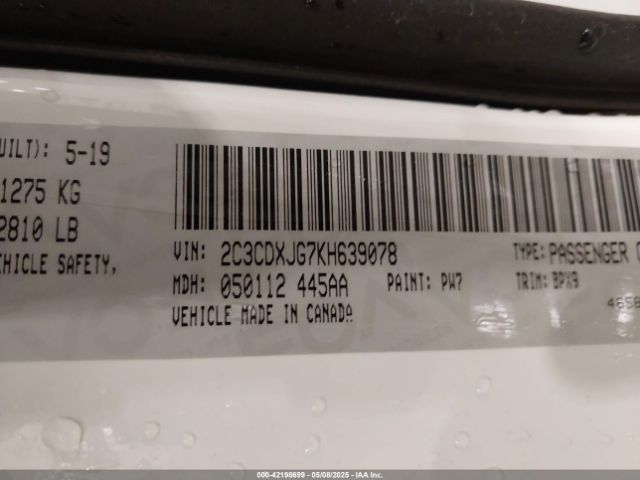 UILT): 5-19
1275 KG
2810 LB
EHICLE SAFETY,
VIN: 2C3CDXJG7KH639078
TYPE: PASSENGER
MDH: 050112 445AA
PAINT: PW7
TRIM: BPX9
VEHICLE MADE IN CANADA
000-42198699 - 05/08/2025 - IAA Inc.